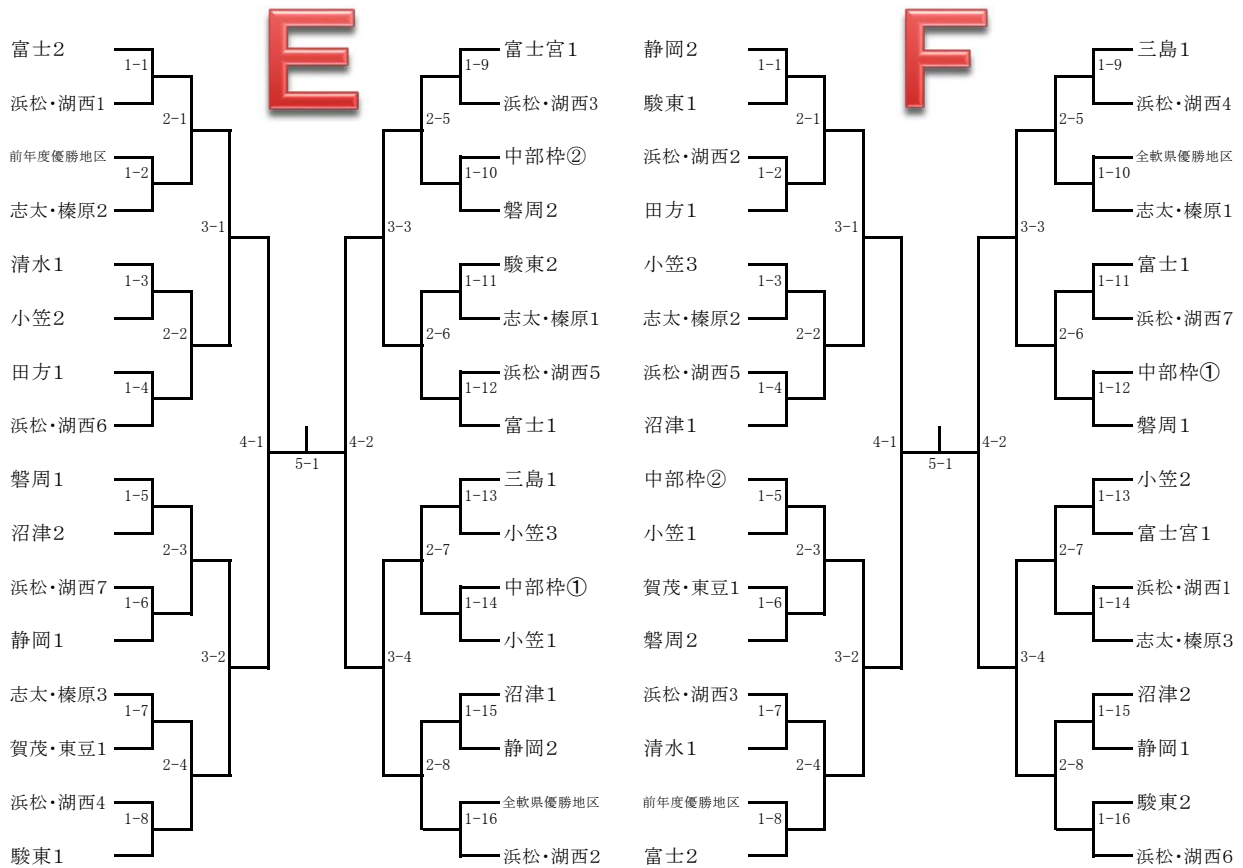 E
富士2
1-1
浜松・湖西1
2-1
前年度優勝地区
1-2
志太・榛原2
3-1
清水1
1-3
小笠2
2-2
田方1
1-4
浜松・湖西6
4-1
磐周1
1-5
沼津2
2-3
浜松・湖西7
1-6
静岡1
3-2
志太・榛原3
1-7
賀茂・東豆1
2-4
浜松・湖西4
1-8
駿東1
5-1
富士宮1
1-9
浜松・湖西3
2-5
中部枠②
1-10
磐周2
3-3
駿東2
1-11
志太・榛原1
2-6
浜松・湖西5
1-12
富士1
4-2
三島1
1-13
小笠3
2-7
中部枠①
1-14
小笠1
3-4
沼津1
1-15
静岡2
2-8
全軟県優勝地区
1-16
浜松・湖西2
F
静岡2
1-1
駿東1
2-1
浜松・湖西2
1-2
田方1
3-1
小笠3
1-3
志太・榛原2
2-2
浜松・湖西5
1-4
沼津1
4-1
中部枠②
1-5
小笠1
2-3
賀茂・東豆1
1-6
磐周2
3-2
浜松・湖西3
1-7
清水1
2-4
前年度優勝地区
1-8
富士2
5-1
三島1
1-9
浜松・湖西4
2-5
全軟県優勝地区
1-10
志太・榛原1
3-3
富士1
1-11
浜松・湖西7
2-6
中部枠①
1-12
磐周1
4-2
小笠2
1-13
富士宮1
2-7
浜松・湖西1
1-14
志太・榛原3
3-4
沼津2
1-15
静岡1
2-8
駿東2
1-16
浜松・湖西6